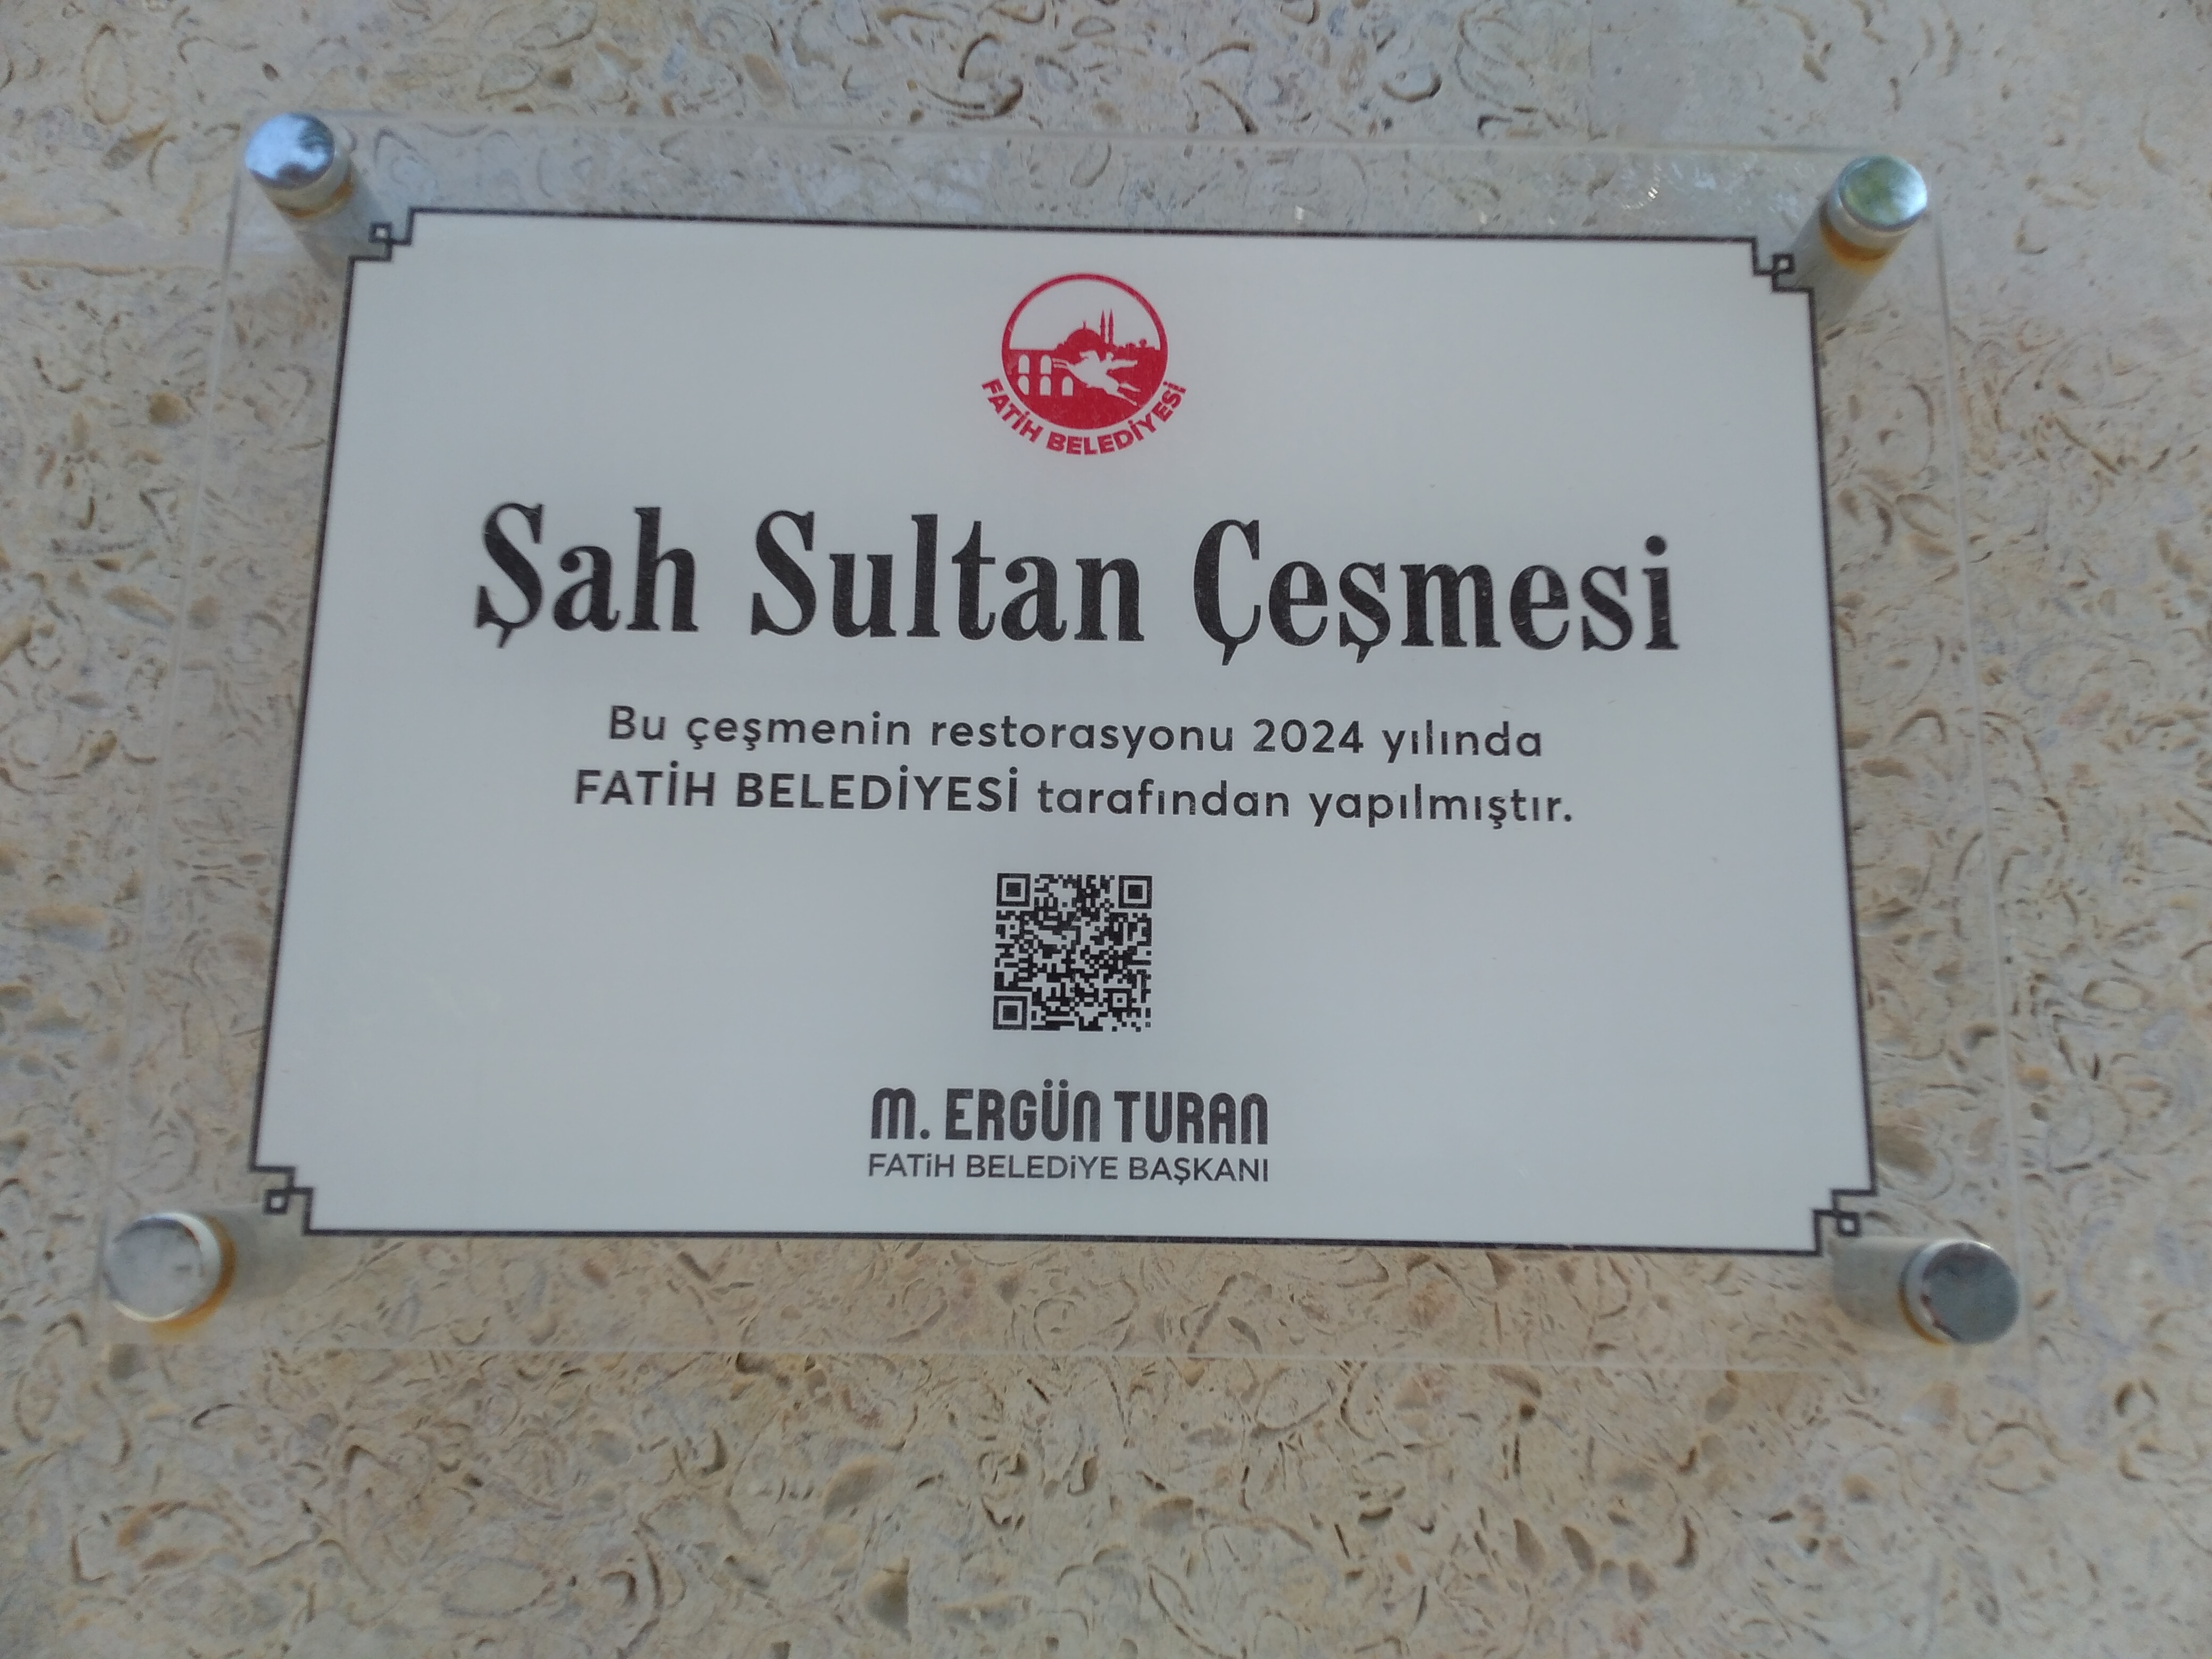 FATİH BELEDİYESİ
Şah Sultan Çeşmesi
Bu çeşmenin restorasyonu 2024 yılında
FATİH BELEDİYESİ tarafından yapılmıştır.
M. ERGÜN TURAN
FATİH BELEDİYE BAŞKANI